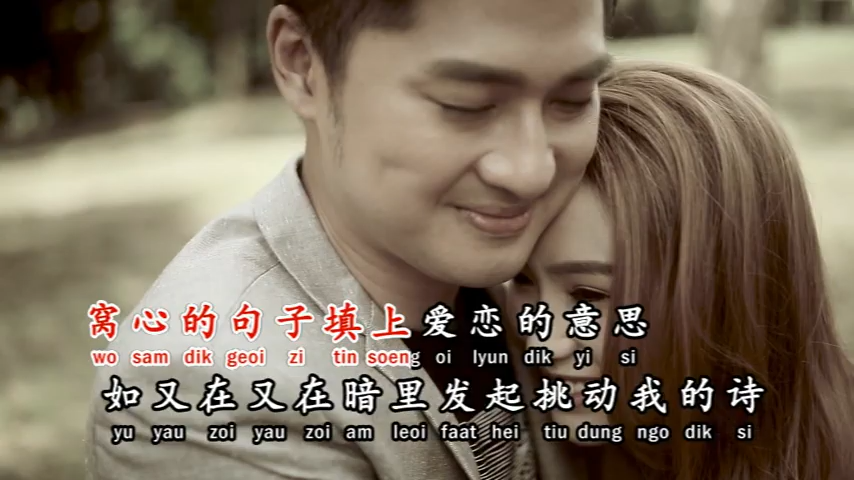 窝心的句子填上爱恋的意思
wo sam dik geoi zi tin soeng oi lyun dik yi si
如又在又在暗里发起挑动我的诗
yu yau zoi yau zoi am leoi faat hei tiu dung ngo dik si